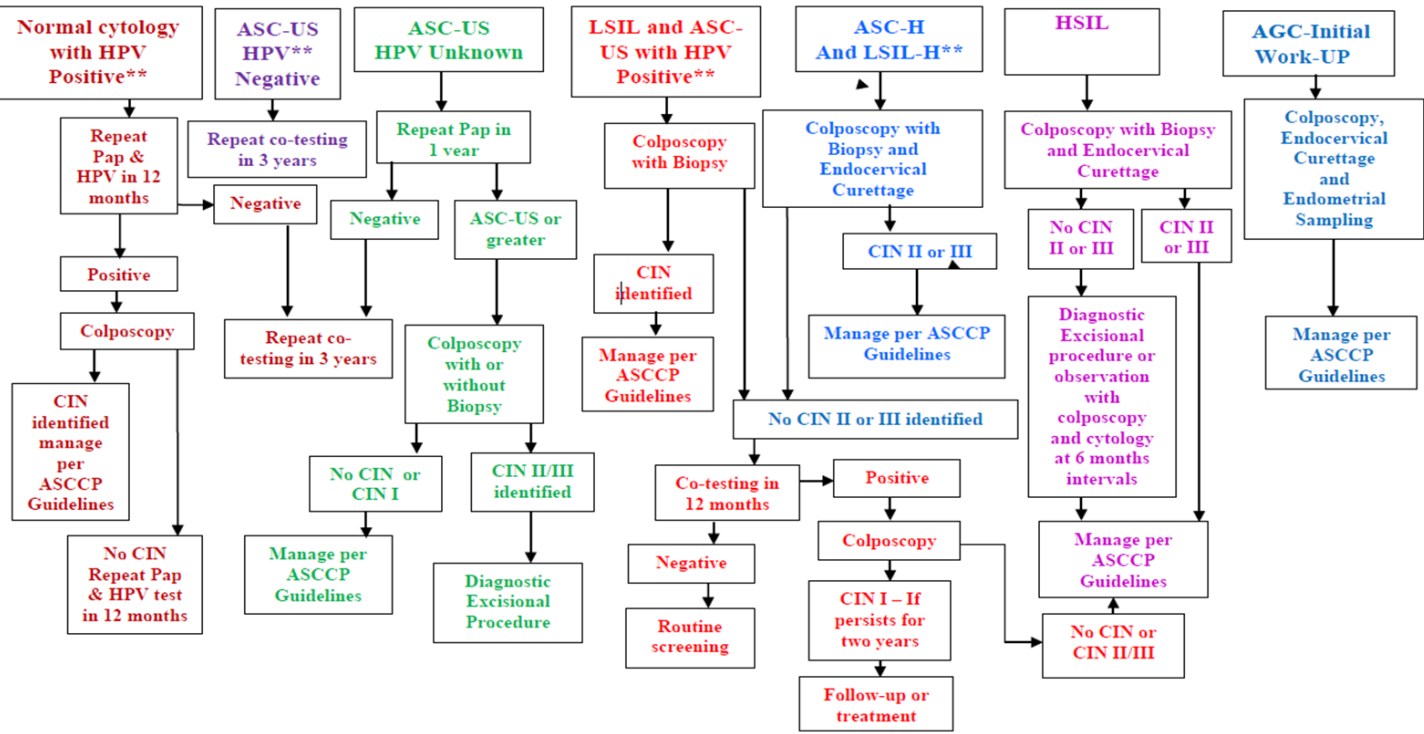 Normal cytology
with HPV
Positive**
ASC-US
HPV**
Negative
ASC-US
HPV Unknown
LSIL and ASC-
US with HPV
Positive**
ASC-H
And LSIL-H**
HSIL
AGC-Initial
Work-UP
Repeat
Pap &
HPV in 12
months
Repeat co-testing
in 3 years
Repeat Pap in
1 year
Colposcopy
with Biopsy
Colposcopy with
Biopsy and
Endocervical
Curettage
Colposcopy with Biopsy
and Endocervical
Curettage
Colposcopy,
Endocervical
Curettage
and
Endometrial
Sampling
Negative
Negative
ASC-US or
greater
No CIN
II or III
CIN II
or III
CIN II or III
Positive
CIN
identified
Colposcopy
Repeat co-
testing in 3 years
Colposcopy
with or
without
Biopsy
Manage per
ASCCP
Guidelines
Manage per ASCCP
Guidelines
Diagnostic
Excisional
procedure or
observation
with
colposcopy
and cytology
at 6 months
intervals
Manage per
ASCCP
Guidelines
CIN
identified
manage
per
ASCCP
Guidelines
No CIN II or III identified
No CIN or
CIN I
CIN II/III
identified
Co-testing in
12 months
Positive
No CIN
Repeat Pap
& HPV test
in 12 months
Manage per
ASCCP
Guidelines
Diagnostic
Excisional
Procedure
Negative
Colposcopy
Manage per
ASCCP
Guidelines
Routine
screening
CIN I – If
persists for
two years
No CIN or
CIN II/III
Follow-up or
treatment